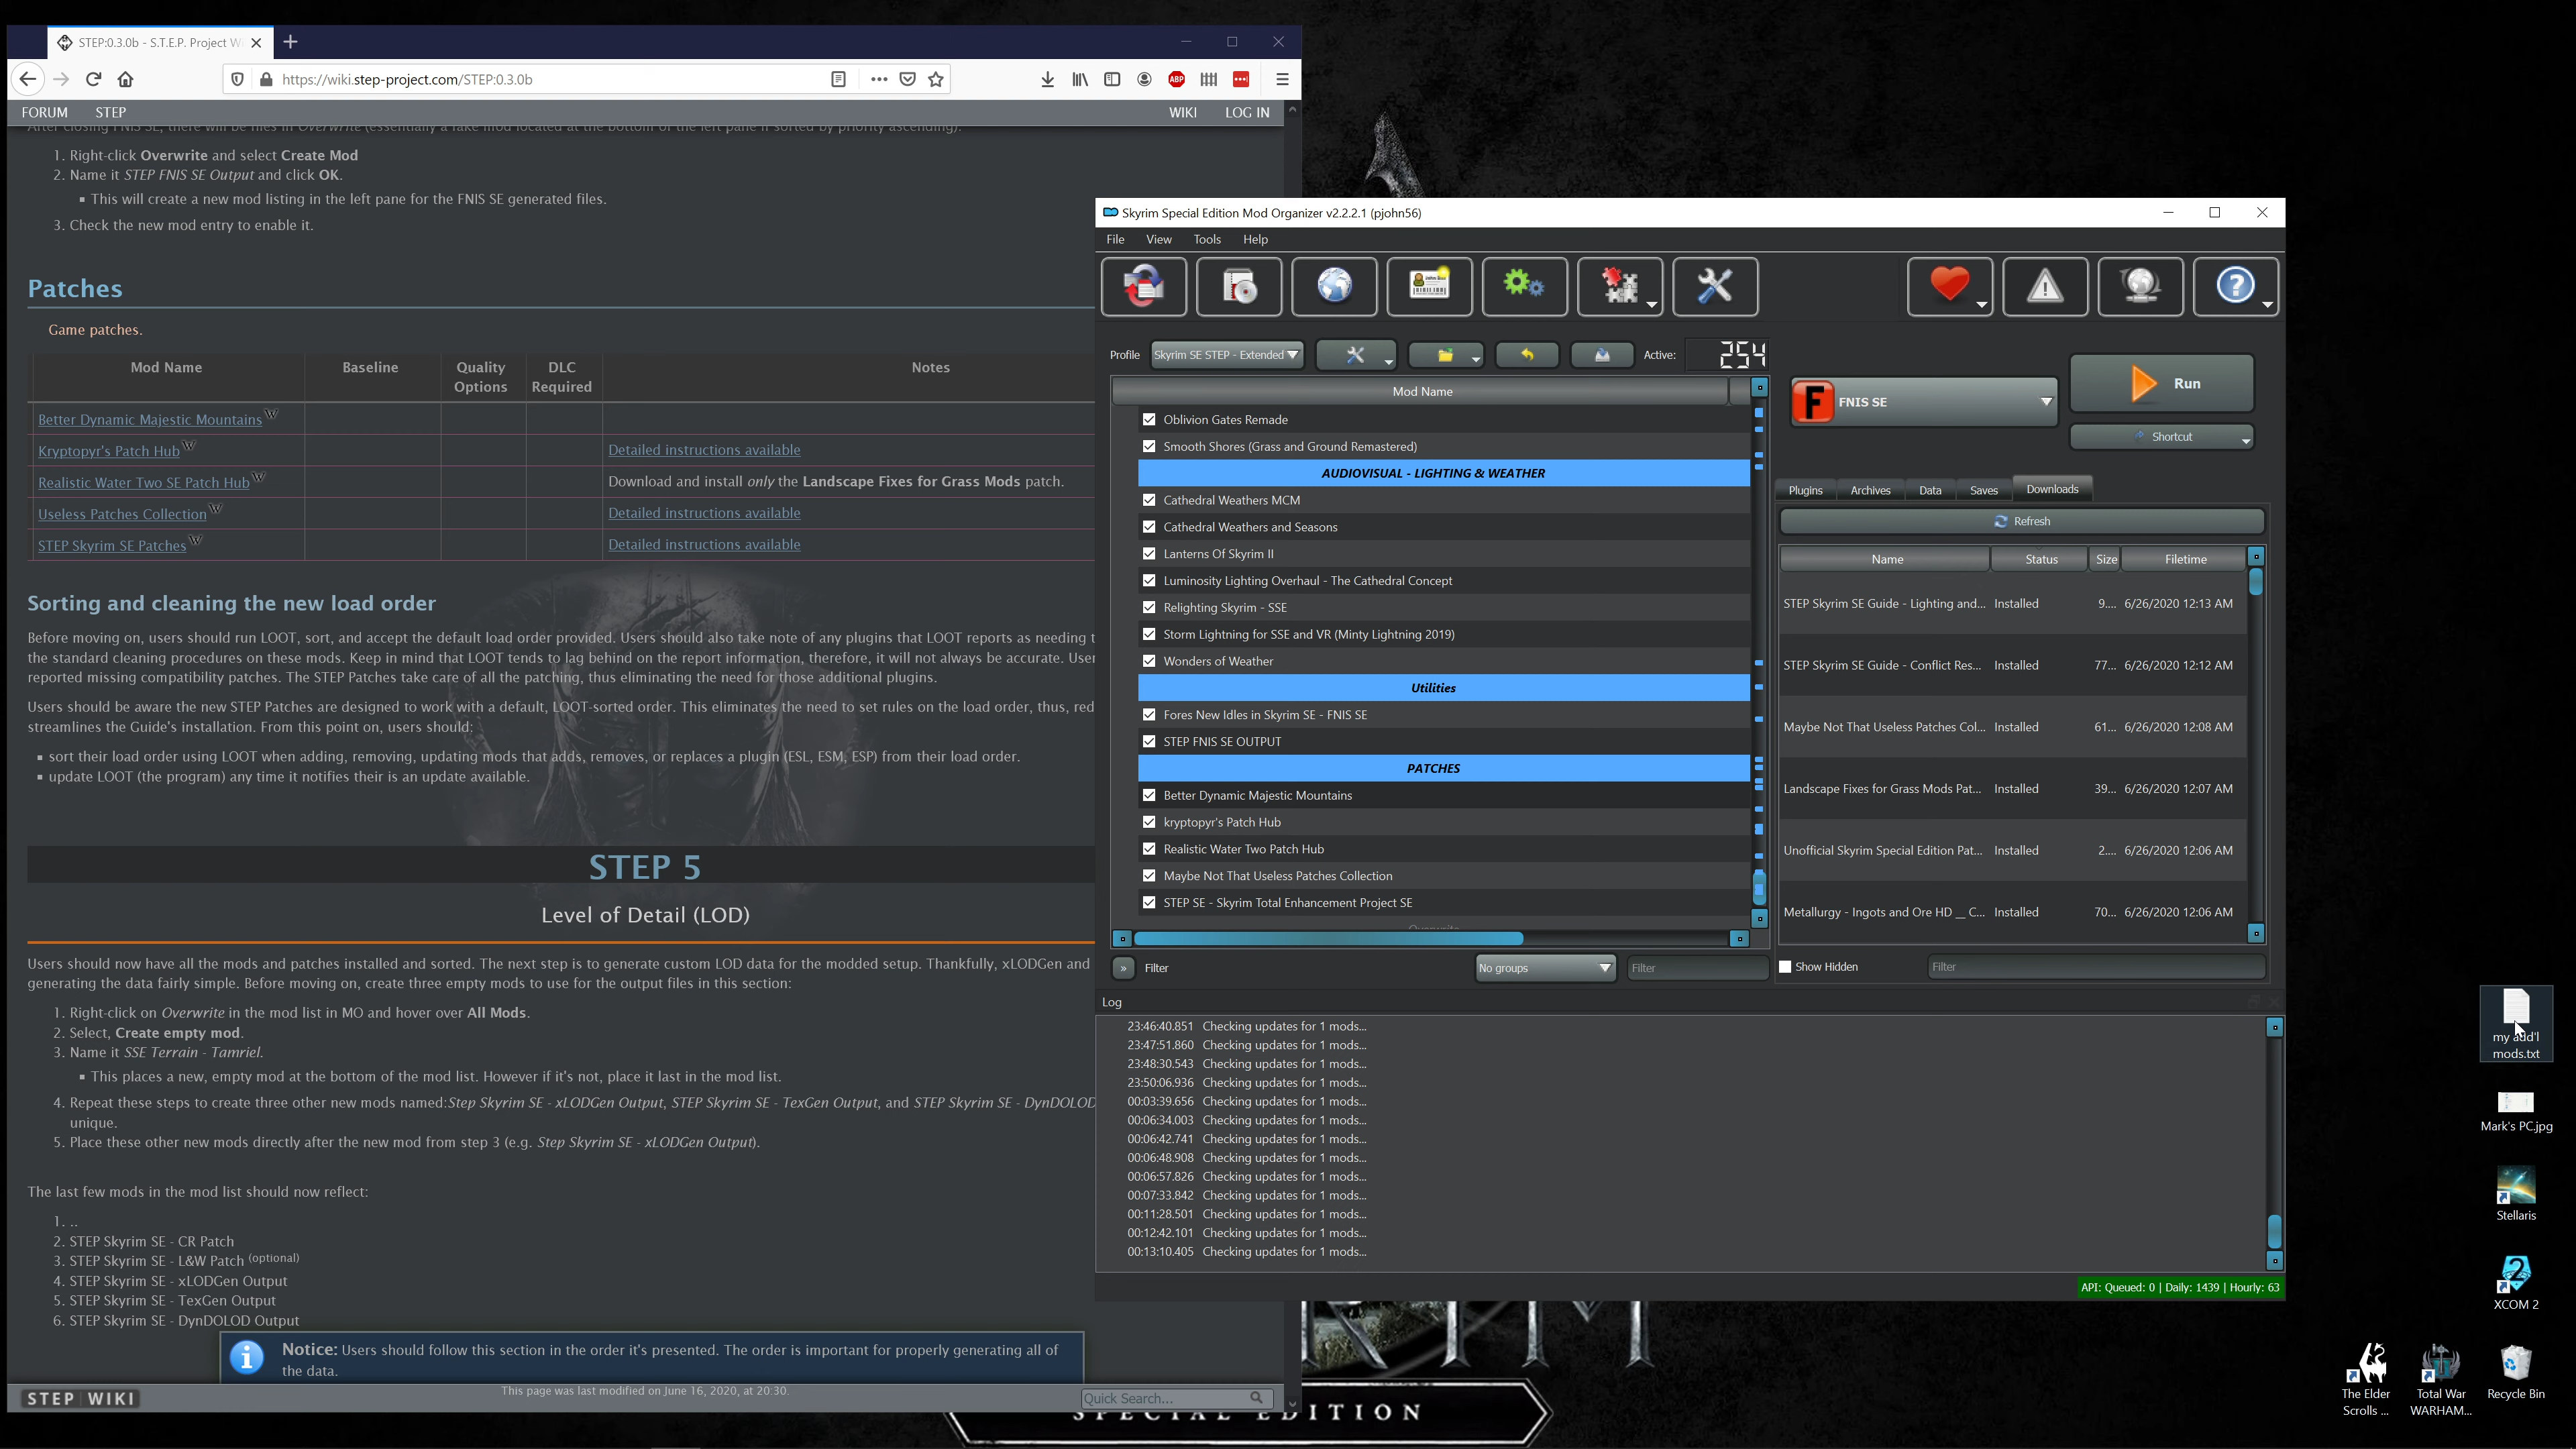 STEP:0.3.0b - S.T.E.P. Project W
https://wiki.step-project.com/STEP:0.3.0b
ABP
FORUM STEP WIKI LOG IN
After closing FNIS SE, there will be files in Overwrite (essentially a fake mod located at the bottom of the left pane if sorted by priority ascending).
1. Right-click Overwrite and select Create Mod
2. Name it STEP FNIS SE Output and click OK.
This will create a new mod listing in the left pane for the FNIS SE generated files.
3. Check the new mod entry to enable it.
Patches
Game patches.
Mod Name Baseline Quality Options DLC Required Notes
Better Dynamic Majestic Mountains W
Kryptopyr's Patch Hub W Detailed instructions available
Realistic Water Two SE Patch Hub W Download and install only the Landscape Fixes for Grass Mods patch.
Useless Patches Collection W Detailed instructions available
STEP Skyrim SE Patches W Detailed instructions available
Sorting and cleaning the new load order
Before moving on, users should run LOOT, sort, and accept the default load order provided. Users should also take note of any plugins that LOOT reports as needing t
the standard cleaning procedures on these mods. Keep in mind that LOOT tends to lag behind on the report information, therefore, it will not always be accurate. User
reported missing compatibility patches. The STEP Patches take care of all the patching, thus eliminating the need for those additional plugins.
Users should be aware the new STEP Patches are designed to work with a default, LOOT-sorted order. This eliminates the need to set rules on the load order, thus, red
streamlines the Guide's installation. From this point on, users should:
sort their load order using LOOT when adding, removing, updating mods that adds, removes, or replaces a plugin (ESL, ESM, ESP) from their load order.
update LOOT (the program) any time it notifies their is an update available.
STEP 5
Level of Detail (LOD)
Users should now have all the mods and patches installed and sorted. The next step is to generate custom LOD data for the modded setup. Thankfully, xLODGen and
generating the data fairly simple. Before moving on, create three empty mods to use for the output files in this section:
1. Right-click on Overwrite in the mod list in MO and hover over All Mods.
2. Select, Create empty mod.
3. Name it SSE Terrain - Tamriel.
This places a new, empty mod at the bottom of the mod list. However if it's not, place it last in the mod list.
4. Repeat these steps to create three other new mods named:Step Skyrim SE - xLODGen Output, STEP Skyrim SE - TexGen Output, and STEP Skyrim SE - DynDOLOD
unique.
5. Place these other new mods directly after the new mod from step 3 (e.g. Step Skyrim SE - xLODGen Output).
The last few mods in the mod list should now reflect:
1. ..
2. STEP Skyrim SE - CR Patch
3. STEP Skyrim SE - L&W Patch (optional)
4. STEP Skyrim SE - xLODGen Output
5. STEP Skyrim SE - TexGen Output
6. STEP Skyrim SE - DynDOLOD Output
Notice: Users should follow this section in the order it's presented. The order is important for properly generating all of
the data.
STEP WIKI This page was last modified on June 16, 2020, at 20:30. Quick Search...
Skyrim Special Edition Mod Organizer v2.2.2.1 (pjohn56)
File View Tools Help
Profile Skyrim SE STEP - Extended Active: 254
Mod Name
Oblivion Gates Remade
Smooth Shores (Grass and Ground Remastered)
AUDIOVISUAL - LIGHTING & WEATHER
Cathedral Weathers MCM
Cathedral Weathers and Seasons
Lanterns Of Skyrim II
Luminosity Lighting Overhaul - The Cathedral Concept
Relighting Skyrim - SSE
Storm Lightning for SSE and VR (Minty Lightning 2019)
Wonders of Weather
Utilities
Fores New Idles in Skyrim SE - FNIS SE
STEP FNIS SE OUTPUT
PATCHES
Better Dynamic Majestic Mountains
kryptopyr's Patch Hub
Realistic Water Two Patch Hub
Maybe Not That Useless Patches Collection
STEP SE - Skyrim Total Enhancement Project SE
Overwrite
» Filter No groups Filter
F FNIS SE Run
Shortcut
Plugins Archives Data Saves Downloads
Refresh
Name Status Size Filetime
STEP Skyrim SE Guide - Lighting and... Installed 9.... 6/26/2020 12:13 AM
STEP Skyrim SE Guide - Conflict Res... Installed 77... 6/26/2020 12:12 AM
Maybe Not That Useless Patches Col... Installed 61... 6/26/2020 12:08 AM
Landscape Fixes for Grass Mods Pat... Installed 39... 6/26/2020 12:07 AM
Unofficial Skyrim Special Edition Pat... Installed 2.... 6/26/2020 12:06 AM
Metallurgy - Ingots and Ore HD __ C... Installed 70... 6/26/2020 12:06 AM
Show Hidden Filter
Log
23:46:40.851 Checking updates for 1 mods...
23:47:51.860 Checking updates for 1 mods...
23:48:30.543 Checking updates for 1 mods...
23:50:06.936 Checking updates for 1 mods...
00:03:39.656 Checking updates for 1 mods...
00:06:34.003 Checking updates for 1 mods...
00:06:42.741 Checking updates for 1 mods...
00:06:48.908 Checking updates for 1 mods...
00:06:57.826 Checking updates for 1 mods...
00:07:33.842 Checking updates for 1 mods...
00:11:28.501 Checking updates for 1 mods...
00:12:42.101 Checking updates for 1 mods...
00:13:10.405 Checking updates for 1 mods...
API: Queued: 0 | Daily: 1439 | Hourly: 63
SPECIAL EDITION
my add'l
mods.txt
Mark's PC.jpg
Stellaris
XCOM 2
The Elder
Scrolls ...
Total War
WARHAM...
Recycle Bin